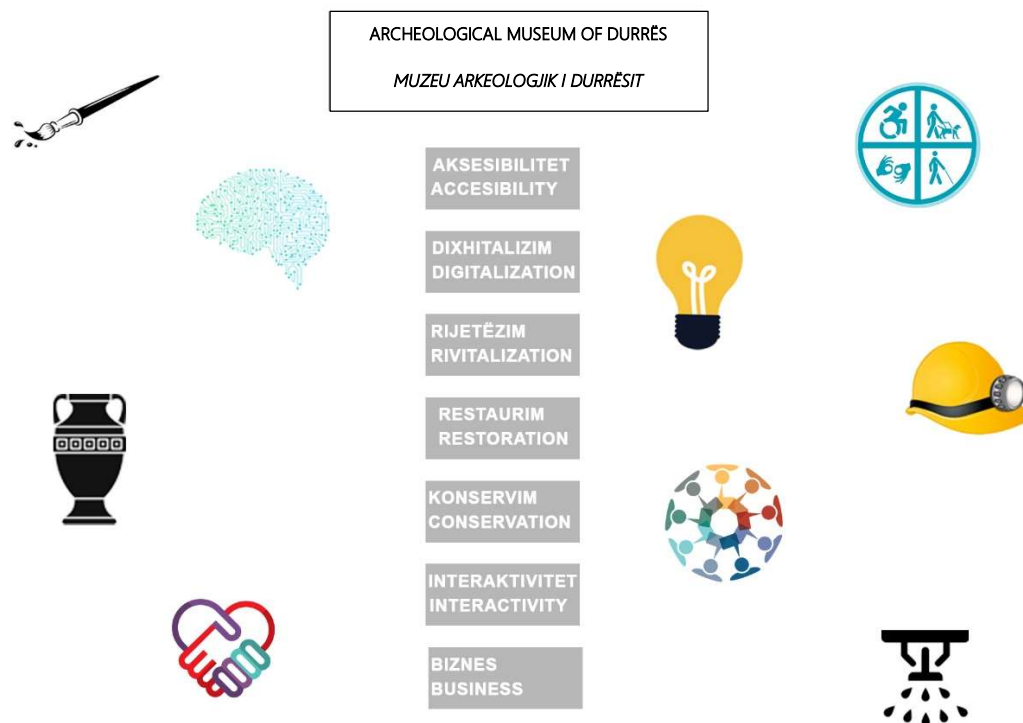 ARCHEOLOGICAL MUSEUM OF DURRËS
MUZEU ARKEOLOGJIK I DURRËSIT
AKSESIBILITET
ACCESIBILITY
DIXHITALIZIM
DIGITALIZATION
RIJETËZIM
RIVITALIZATION
RESTAURIM
RESTORATION
KONSERVIM
CONSERVATION
INTERAKTIVITET
INTERACTIVITY
BIZNES
BUSINESS